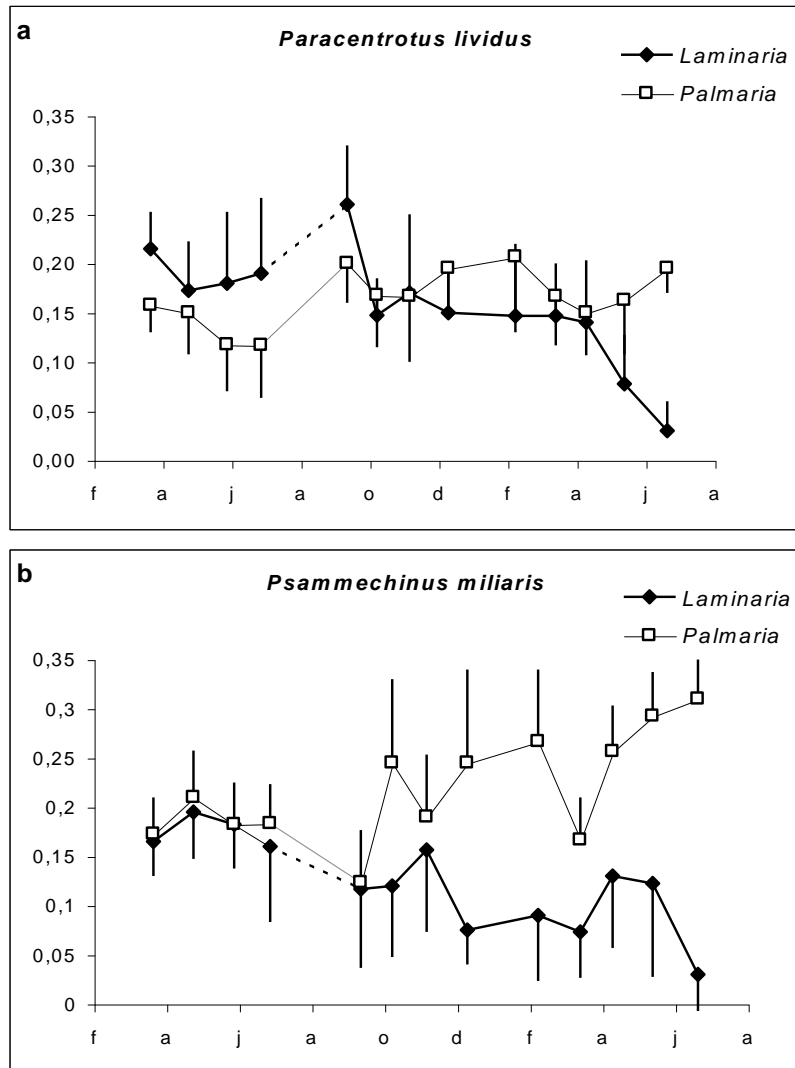 a
Paracentrotus lividus
Laminaria
Palmaria
0,35
0,30
0,25
0,20
0,15
0,10
0,05
0,00
f a j a o d f a j a
b
Psammechinus miliaris
Laminaria
Palmaria
0,35
0,3
0,25
0,2
0,15
0,1
0,05
0
f a j a o d f a j a